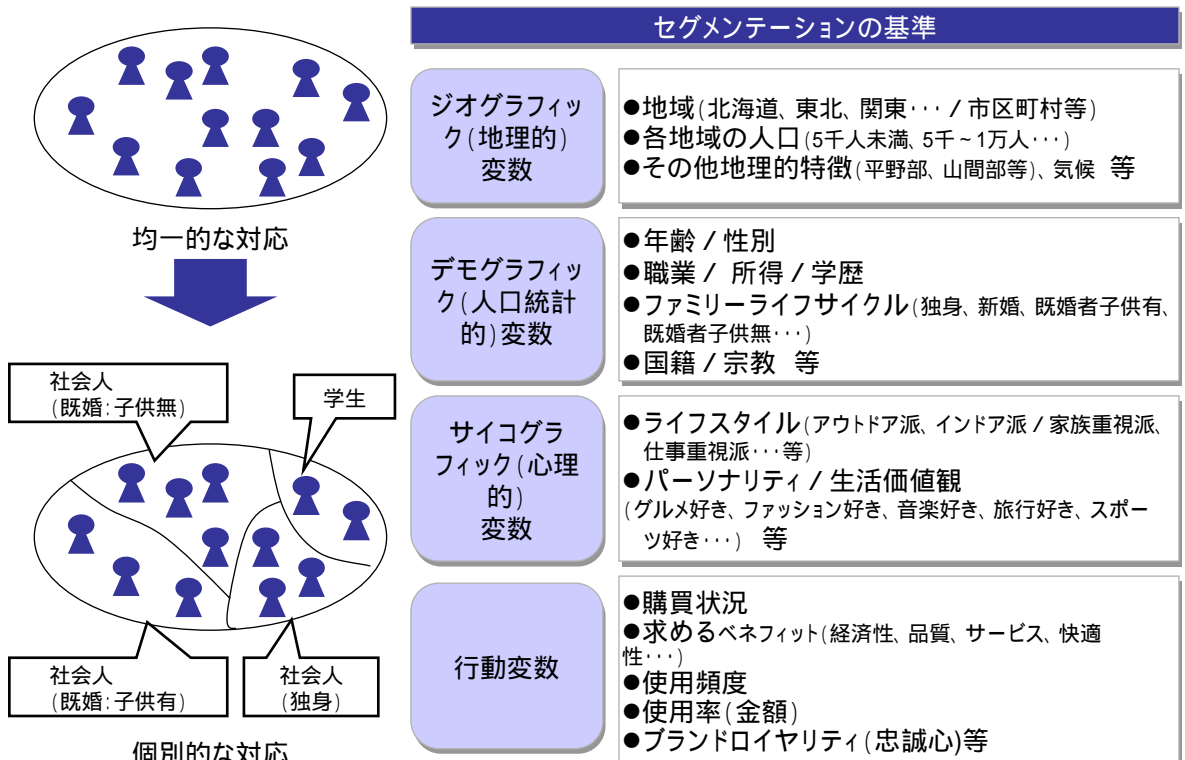 セグメンテーションの基準
均一的な対応
社会人
(既婚:子供無)
学生
社会人
(既婚:子供有)
社会人
(独身)
個別的な対応
ジオグラフィッ
ク(地理的)
変数
●地域(北海道、東北、関東･･･ / 市区町村等)
●各地域の人口(5千人未満、5千~1万人･･･)
●その他地理的特徴(平野部、山間部等)、気候 等
デモグラフィッ
ク(人口統計
的)変数
●年齢 / 性別
●職業 / 所得 / 学歴
●ファミリーライフサイクル(独身、新婚、既婚者子供有、
既婚者子供無･･･)
●国籍 / 宗教 等
サイコグラ
フィック(心理
的)
変数
●ライフスタイル(アウトドア派、インドア派 / 家族重視派、
仕事重視派･･･等)
●パーソナリティ / 生活価値観
(グルメ好き、ファッション好き、音楽好き、旅行好き、スポー
ツ好き･･･) 等
行動変数
●購買状況
●求めるベネフィット(経済性、品質、サービス、快適
性･･･)
●使用頻度
●使用率(金額)
●ブランドロイヤリティ(忠誠心)等